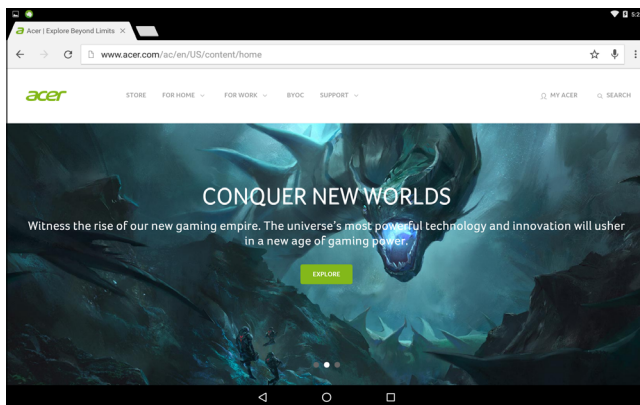 Acer | Explore Beyond Limits
www.acer.com/ac/en/US/content/home
acer
STORE
FOR HOME
FOR WORK
BYOC
SUPPORT
MY ACER
SEARCH
CONQUER NEW WORLDS
Witness the rise of our new gaming empire. The universe's most powerful technology and innovation will usher
in a new age of gaming power.
EXPLORE